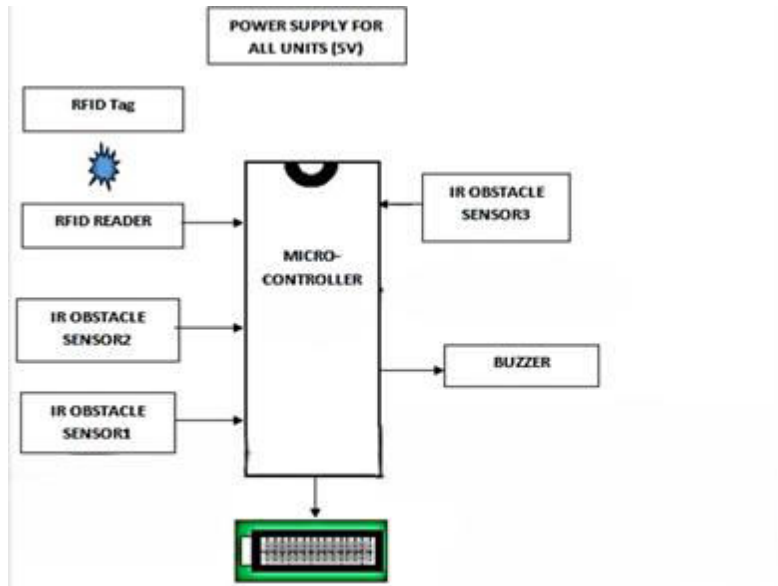 POWER SUPPLY FOR
ALL UNITS (5V)
RFID Tag
RFID READER
IR OBSTACLE
SENSOR3
MICRO-
CONTROLLER
IR OBSTACLE
SENSOR2
BUZZER
IR OBSTACLE
SENSOR1